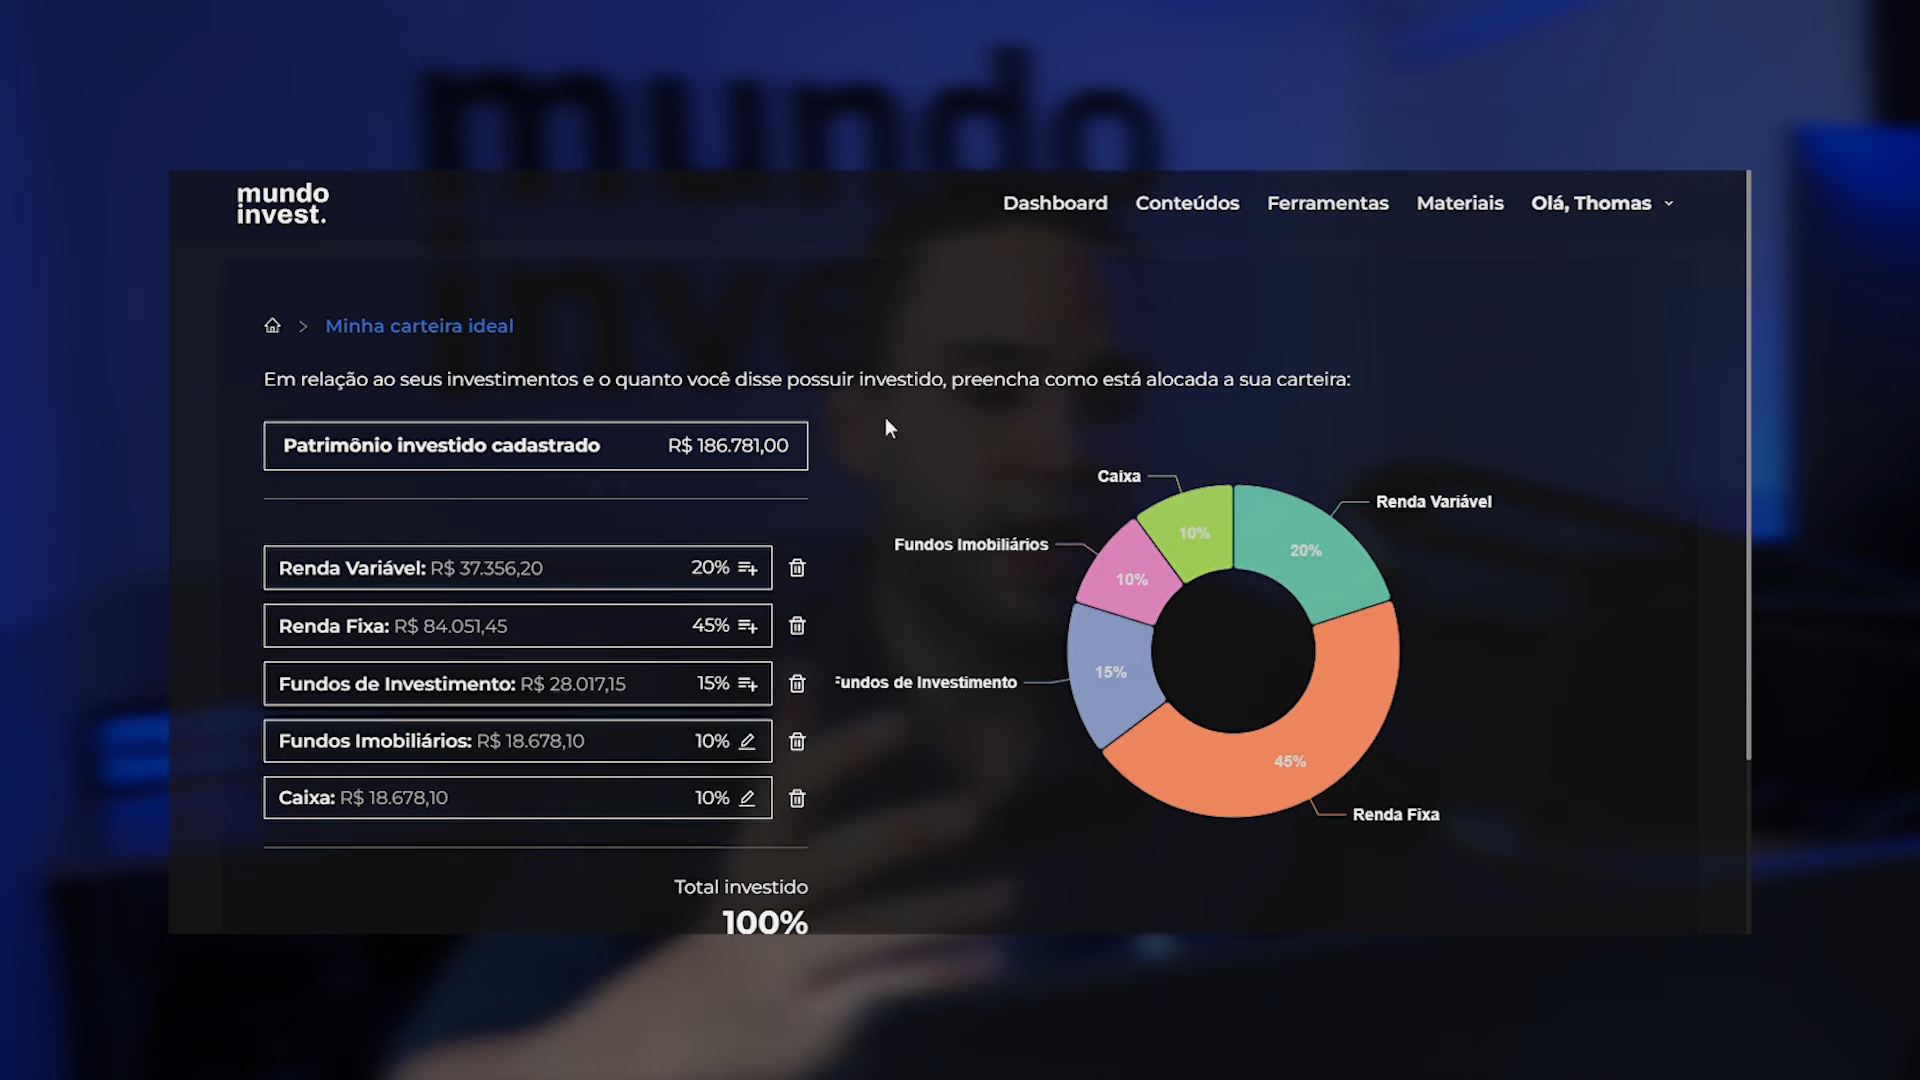 mundo
mundo
invest.
Dashboard
Conteúdos
Ferramentas
Materiais
Olá, Thomas
Minha carteira ideal
Em relação ao seus investimentos e o quanto você disse possuir investido, preencha como está alocada a sua carteira:
Patrimônio investido cadastrado R$ 186.781,00
Renda Variável: R$ 37.356,20 20%
Renda Fixa: R$ 84.051,45 45%
Fundos de Investimento: R$ 28.017,15 15%
Fundos Imobiliários: R$ 18.678,10 10%
Caixa: R$ 18.678,10 10%
Total investido
100%
Caixa
Renda Variável
10%
20%
Fundos Imobiliários
10%
15%
Fundos de Investimento
45%
Renda Fixa